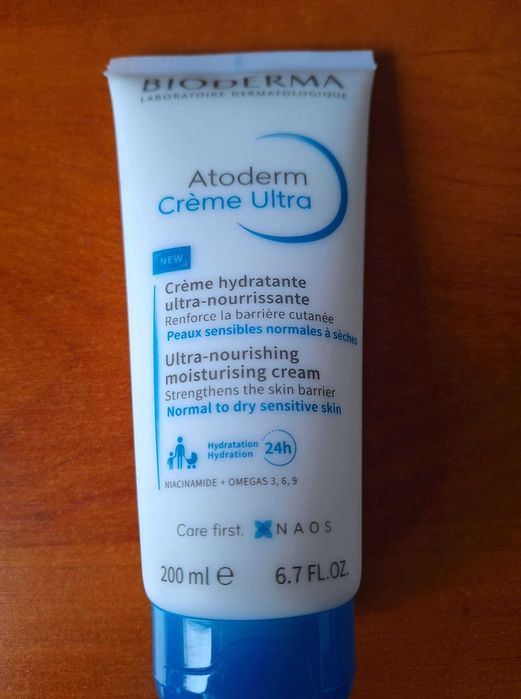 BIODERMA
LABORATOIRE DERMATOLOGIQUE
Atoderm
Crème Ultra
NEW
Crème hydratante
ultra-nourrissante
Renforce la barrière cutanée
Peaux sensibles normales à sèches
Ultra-nourishing
moisturising cream
Strengthens the skin barrier
Normal to dry sensitive skin
Hydratation
Hydration
24h
NIACINAMIDE + OMEGAS 3, 6, 9
Care first. NAOS
200 ml ℮ 6.7 FL.OZ.